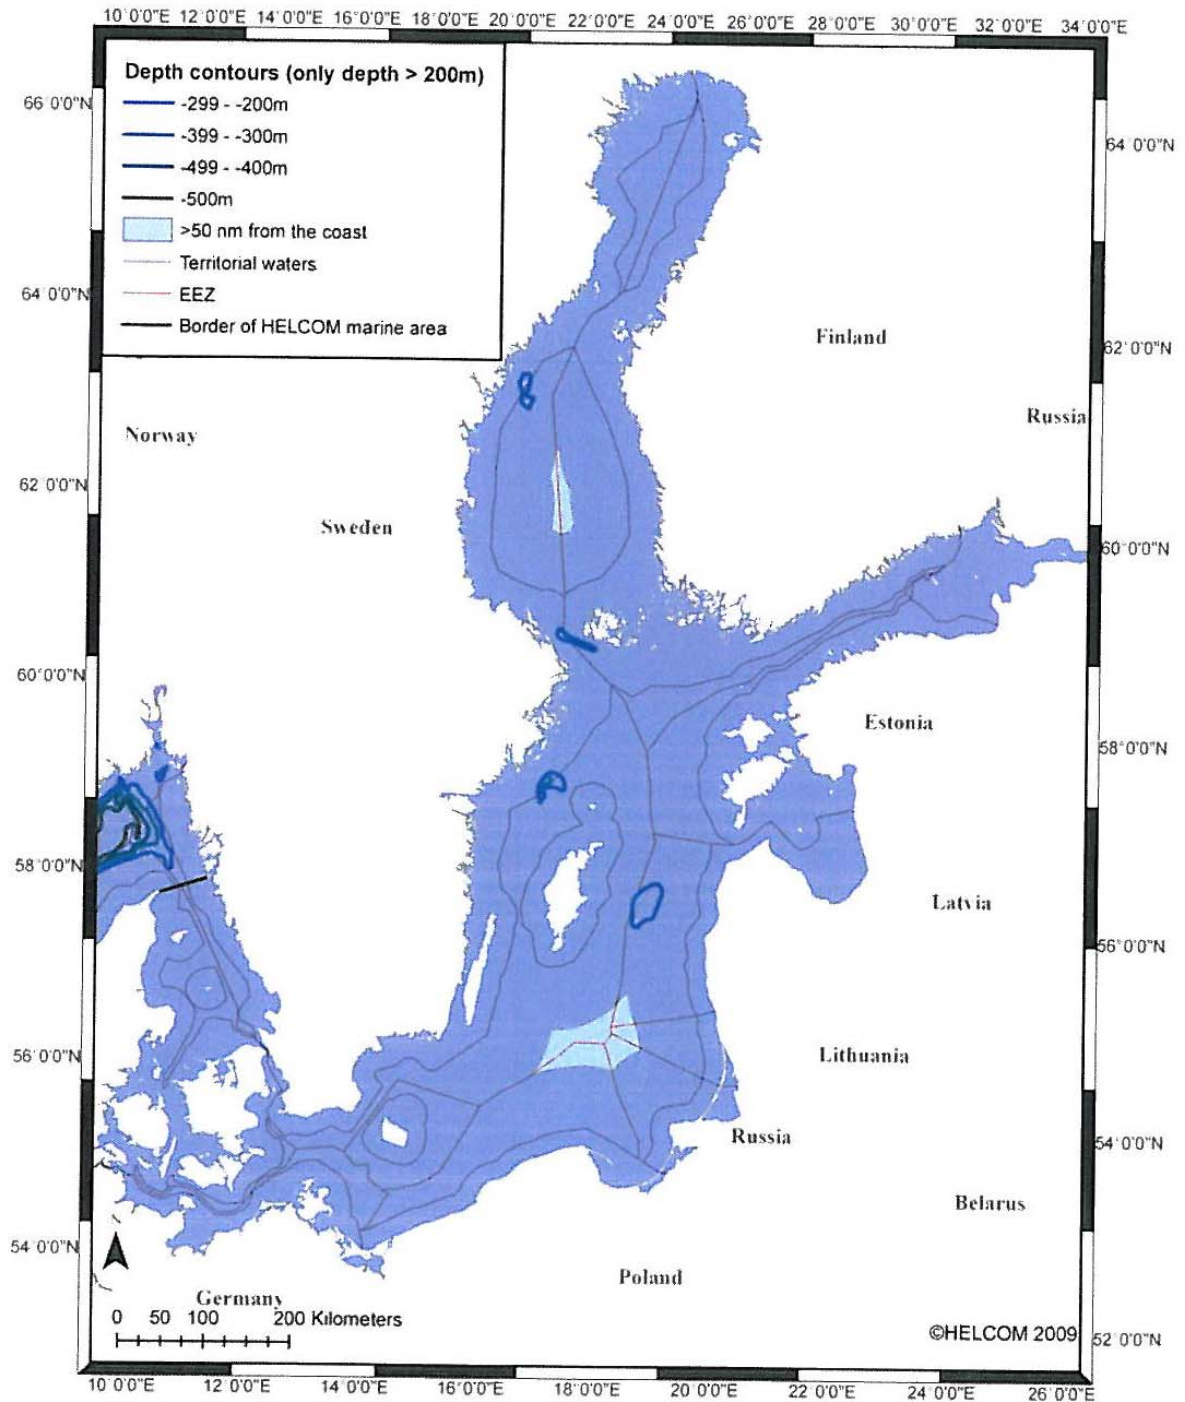 10°0'0"E 12°0'0"E 14°0'0"E 16°0'0"E 18°0'0"E 20°0'0"E 22°0'0"E 24°0'0"E 26°0'0"E 28°0'0"E 30°0'0"E 32°0'0"E 34°0'0"E
Depth contours (only depth > 200m)
-299 - -200m
-399 - -300m
-499 - -400m
-500m
>50 nm from the coast
Territorial waters
EEZ
Border of HELCOM marine area
66°0'0"N
64°0'0"N
64°0'0"N
Finland
62°0'0"N
Russia
Norway
62°0'0"N
Sweden
60°0'0"N
60°0'0"N
Estonia
58°0'0"N
58°0'0"N
Latvia
56°0'0"N
56°0'0"N
Lithuania
Russia
54°0'0"N
Belarus
54°0'0"N
Poland
Germany
0 50 100 200 Kilometers
©HELCOM 2009
52°0'0"N
10°0'0"E 12°0'0"E 14°0'0"E 16°0'0"E 18°0'0"E 20°0'0"E 22°0'0"E 24°0'0"E 26°0'0"E